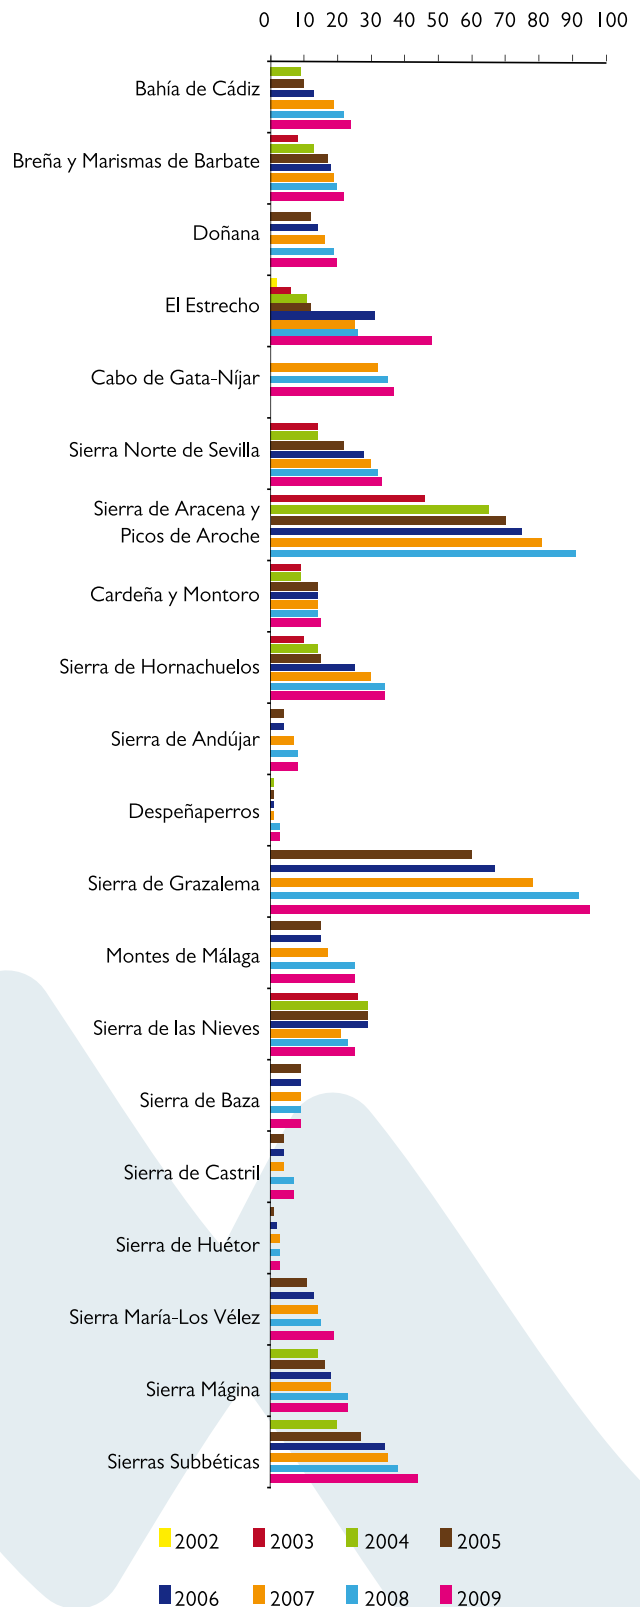 0 10 20 30 40 50 60 70 80 90 100
Bahía de Cádiz
Breña y Marismas de Barbate
Doñana
El Estrecho
Cabo de Gata-Níjar
Sierra Norte de Sevilla
Sierra de Aracena y
Picos de Aroche
Cardeña y Montoro
Sierra de Hornachuelos
Sierra de Andújar
Despeñaperros
Sierra de Grazalema
Montes de Málaga
Sierra de las Nieves
Sierra de Baza
Sierra de Castril
Sierra de Huétor
Sierra María-Los Vélez
Sierra Mágina
Sierras Subbéticas
2002 2003 2004 2005
2006 2007 2008 2009